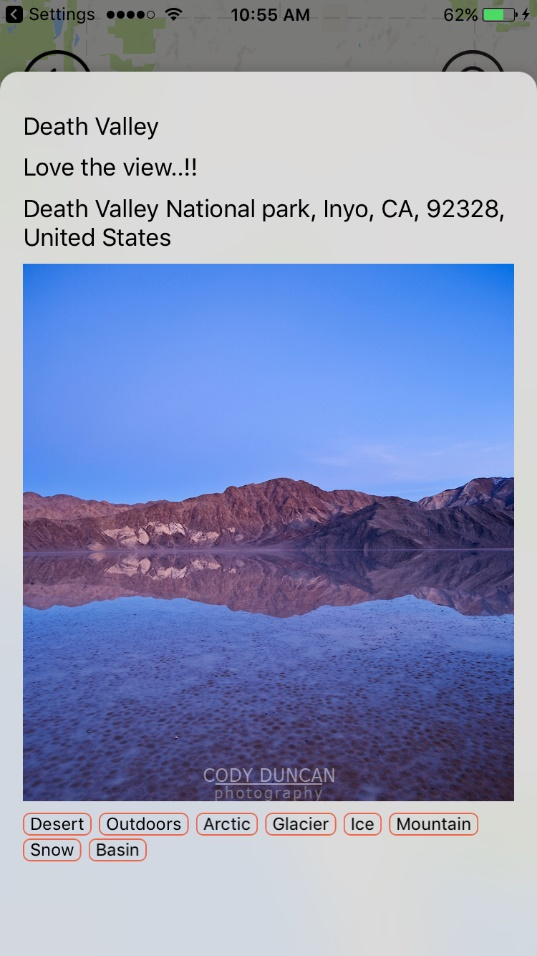 Settings 10:55 AM 62%
Death Valley
Love the view..!!
Death Valley National park, Inyo, CA, 92328,
United States
CODY DUNCAN
photography
Desert Outdoors Arctic Glacier Ice Mountain
Snow Basin